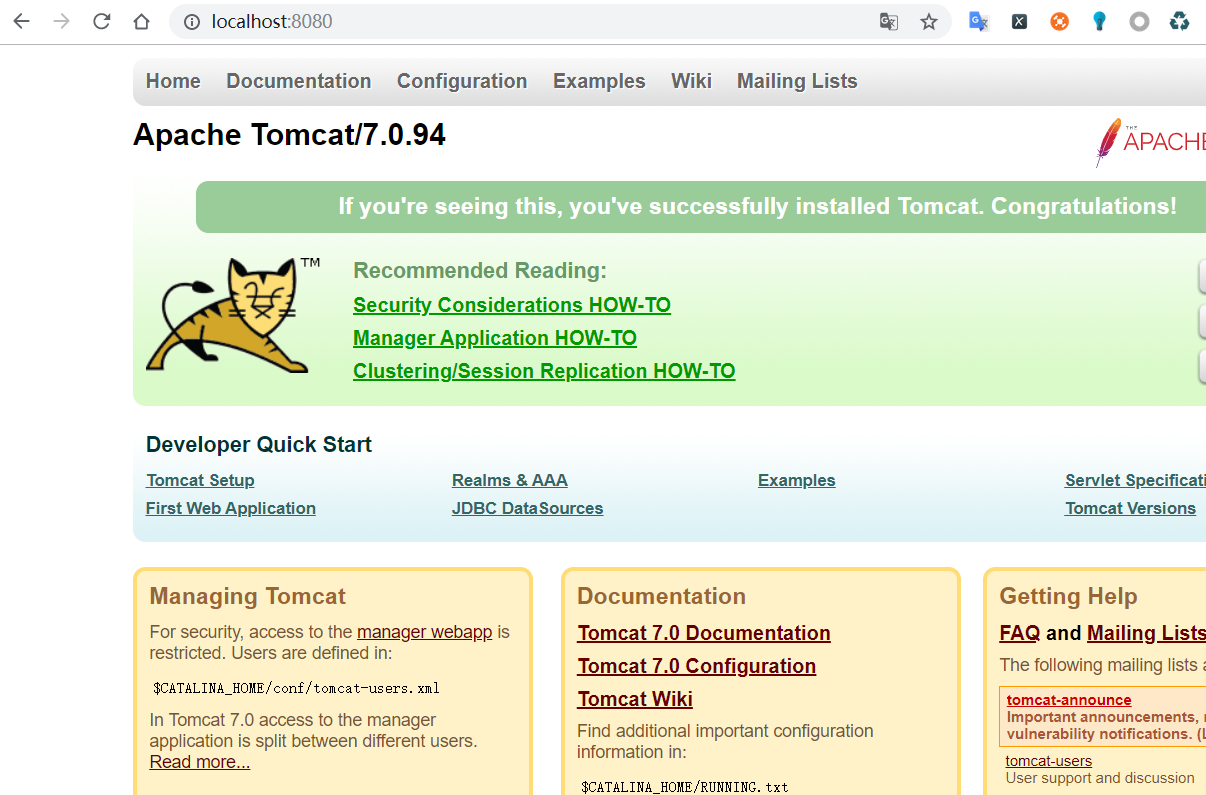 localhost:8080
Home Documentation Configuration Examples Wiki Mailing Lists
Apache Tomcat/7.0.94
THE
APACHE
If you're seeing this, you've successfully installed Tomcat. Congratulations!
TM
Recommended Reading:
Security Considerations HOW-TO
Manager Application HOW-TO
Clustering/Session Replication HOW-TO
Developer Quick Start
Tomcat Setup
First Web Application
Realms & AAA
JDBC DataSources
Examples
Servlet Specificati
Tomcat Versions
Managing Tomcat
For security, access to the manager webapp is
restricted. Users are defined in:
$CATALINA_HOME/conf/tomcat-users.xml
In Tomcat 7.0 access to the manager
application is split between different users.
Read more...
Documentation
Tomcat 7.0 Documentation
Tomcat 7.0 Configuration
Tomcat Wiki
Find additional important configuration
information in:
$CATALINA_HOME/RUNNING.txt
Getting Help
FAQ and Mailing Lists
The following mailing lists
tomcat-announce
Important announcements,
vulnerability notifications.
tomcat-users
User support and discussion